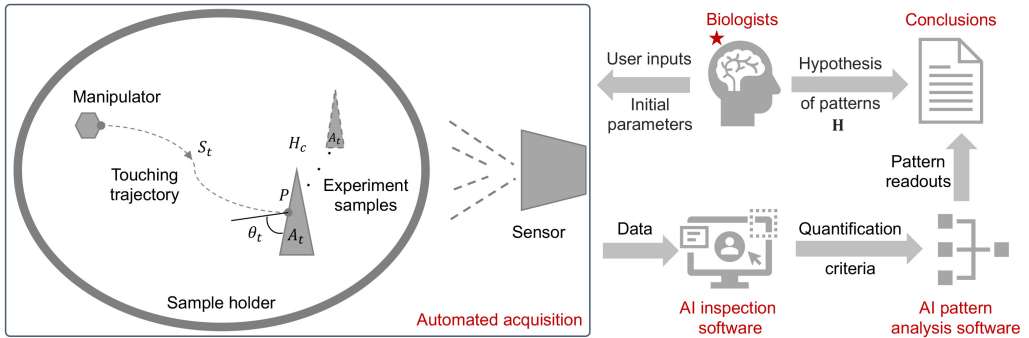 Manipulator
S_t
Touching
trajectory
H_c
A_t
P
Experiment
samples
θ_t
A_t
Sample holder
Sensor
Automated acquisition
Biologists
Conclusions
User inputs
Initial
parameters
Hypothesis
of patterns
H
Pattern
readouts
Data
Quantification
criteria
AI inspection
software
AI pattern
analysis software